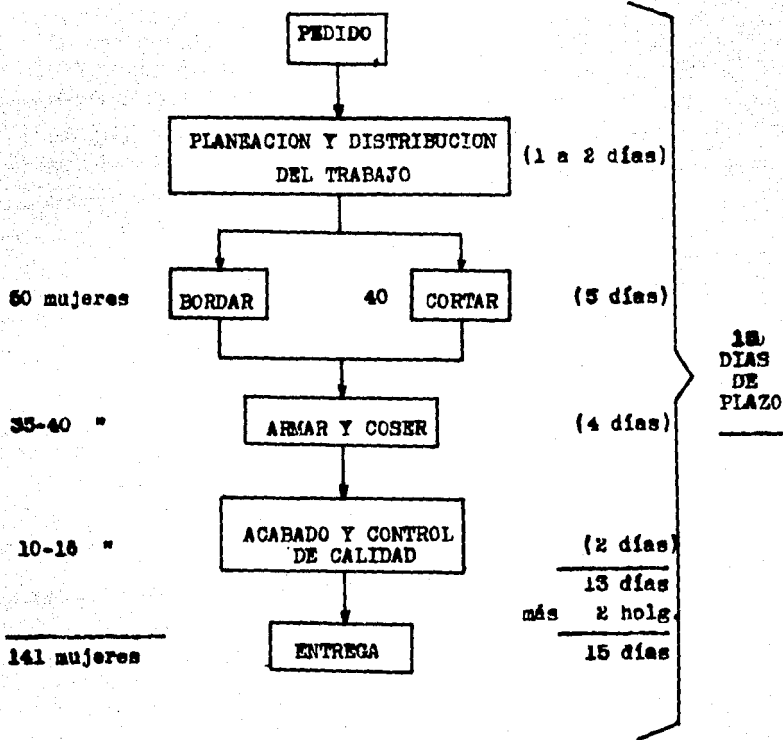 PEDIDO
PLANEACION Y DISTRIBUCION
DEL TRABAJO
(1 a 2 días)
mujeres
BORDAR
40
CORTAR
(5 días)
DIAS
DE
PLAZO
35-40 "
ARMAR Y COSER
(4 días)
10-15 "
ACABADO Y CONTROL
DE CALIDAD
(2 días)
13 días
más 2 holg.
141 mujeres
ENTREGA
15 días